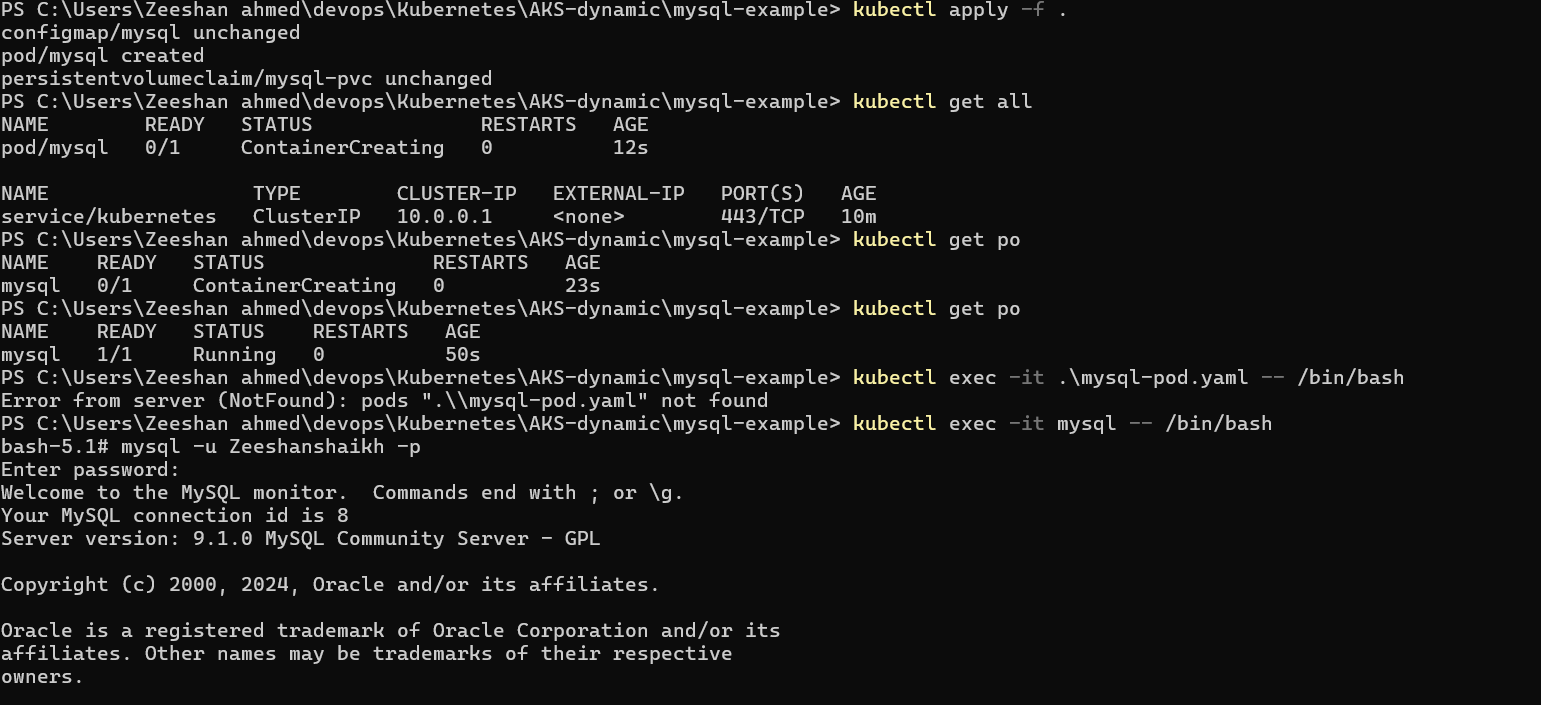 PS C:\Users\Zeeshan ahmed\devops\Kubernetes\AKS-dynamic\mysql-example> kubectl apply -f .
configmap/mysql unchanged
pod/mysql created
persistentvolumeclaim/mysql-pvc unchanged
PS C:\Users\Zeeshan ahmed\devops\Kubernetes\AKS-dynamic\mysql-example> kubectl get all
NAME        READY   STATUS              RESTARTS   AGE
pod/mysql   0/1     ContainerCreating   0          12s

NAME                 TYPE        CLUSTER-IP   EXTERNAL-IP   PORT(S)   AGE
service/kubernetes   ClusterIP   10.0.0.1     <none>        443/TCP   10m
PS C:\Users\Zeeshan ahmed\devops\Kubernetes\AKS-dynamic\mysql-example> kubectl get po
NAME    READY   STATUS              RESTARTS   AGE
mysql   0/1     ContainerCreating   0          23s
PS C:\Users\Zeeshan ahmed\devops\Kubernetes\AKS-dynamic\mysql-example> kubectl get po
NAME    READY   STATUS    RESTARTS   AGE
mysql   1/1     Running   0          50s
PS C:\Users\Zeeshan ahmed\devops\Kubernetes\AKS-dynamic\mysql-example> kubectl exec -it .\mysql-pod.yaml -- /bin/bash
Error from server (NotFound): pods ".\\mysql-pod.yaml" not found
PS C:\Users\Zeeshan ahmed\devops\Kubernetes\AKS-dynamic\mysql-example> kubectl exec -it mysql -- /bin/bash
bash-5.1# mysql -u Zeeshanshaikh -p
Enter password:
Welcome to the MySQL monitor.  Commands end with ; or \g.
Your MySQL connection id is 8
Server version: 9.1.0 MySQL Community Server - GPL

Copyright (c) 2000, 2024, Oracle and/or its affiliates.

Oracle is a registered trademark of Oracle Corporation and/or its
affiliates. Other names may be trademarks of their respective
owners.